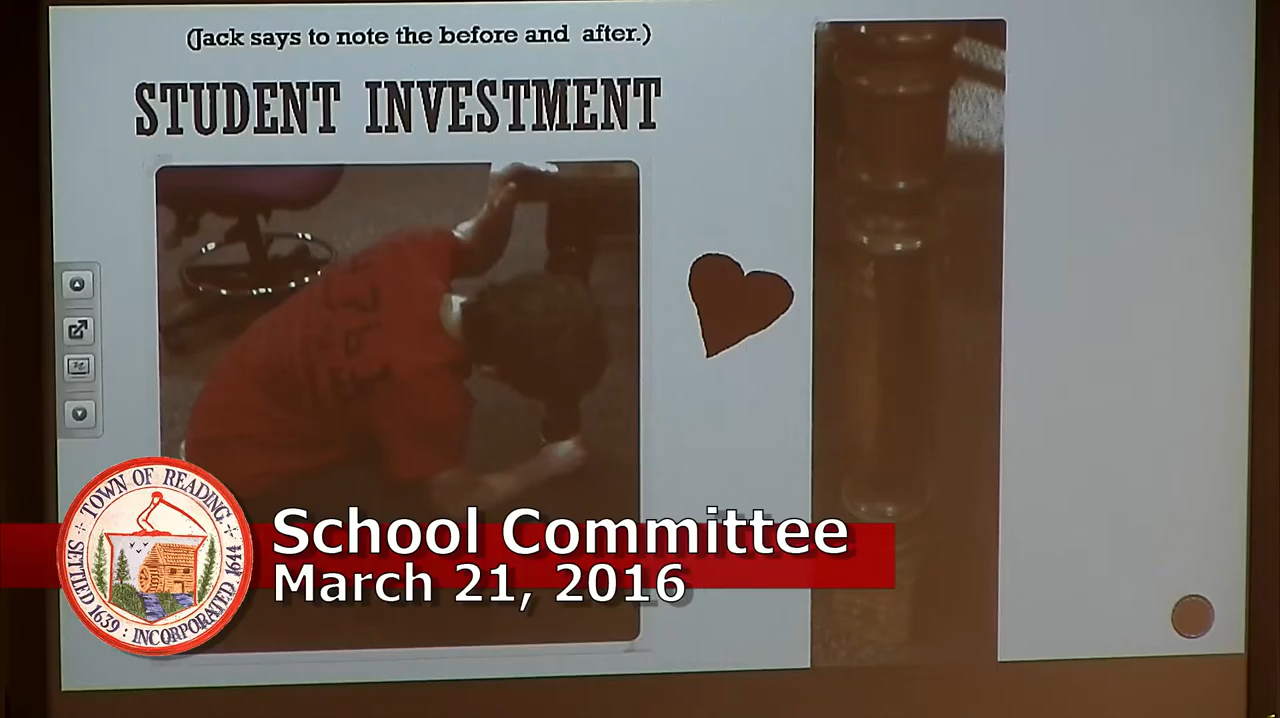 (Jack says to note the before and after.)
STUDENT INVESTMENT
TOWN OF READING
SETTLED 1639 : INCORPORATED 1644
School Committee
March 21, 2016